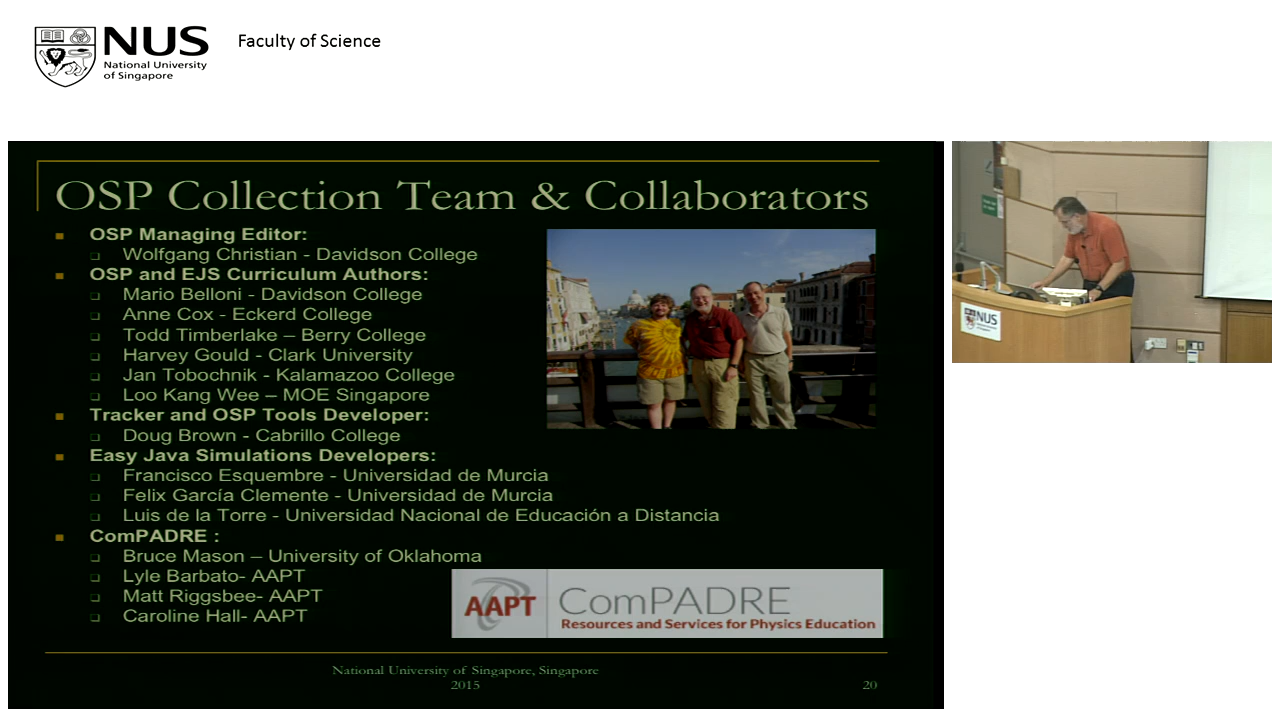 NUS
National University
of Singapore
Faculty of Science
OSP Collection Team & Collaborators
OSP Managing Editor:
Wolfgang Christian - Davidson College
OSP and EJS Curriculum Authors:
Mario Belloni - Davidson College
Anne Cox - Eckerd College
Todd Timberlake – Berry College
Harvey Gould - Clark University
Jan Tobochnik - Kalamazoo College
Loo Kang Wee – MOE Singapore
Tracker and OSP Tools Developer:
Doug Brown - Cabrillo College
Easy Java Simulations Developers:
Francisco Esquembre - Universidad de Murcia
Felix García Clemente - Universidad de Murcia
Luis de la Torre - Universidad Nacional de Educación a Distancia
ComPADRE :
Bruce Mason – University of Oklahoma
Lyle Barbato- AAPT
Matt Riggsbee- AAPT
Caroline Hall- AAPT
AAPT
ComPADRE
Resources and Services for Physics Education
National University of Singapore, Singapore
2015
20
NUS